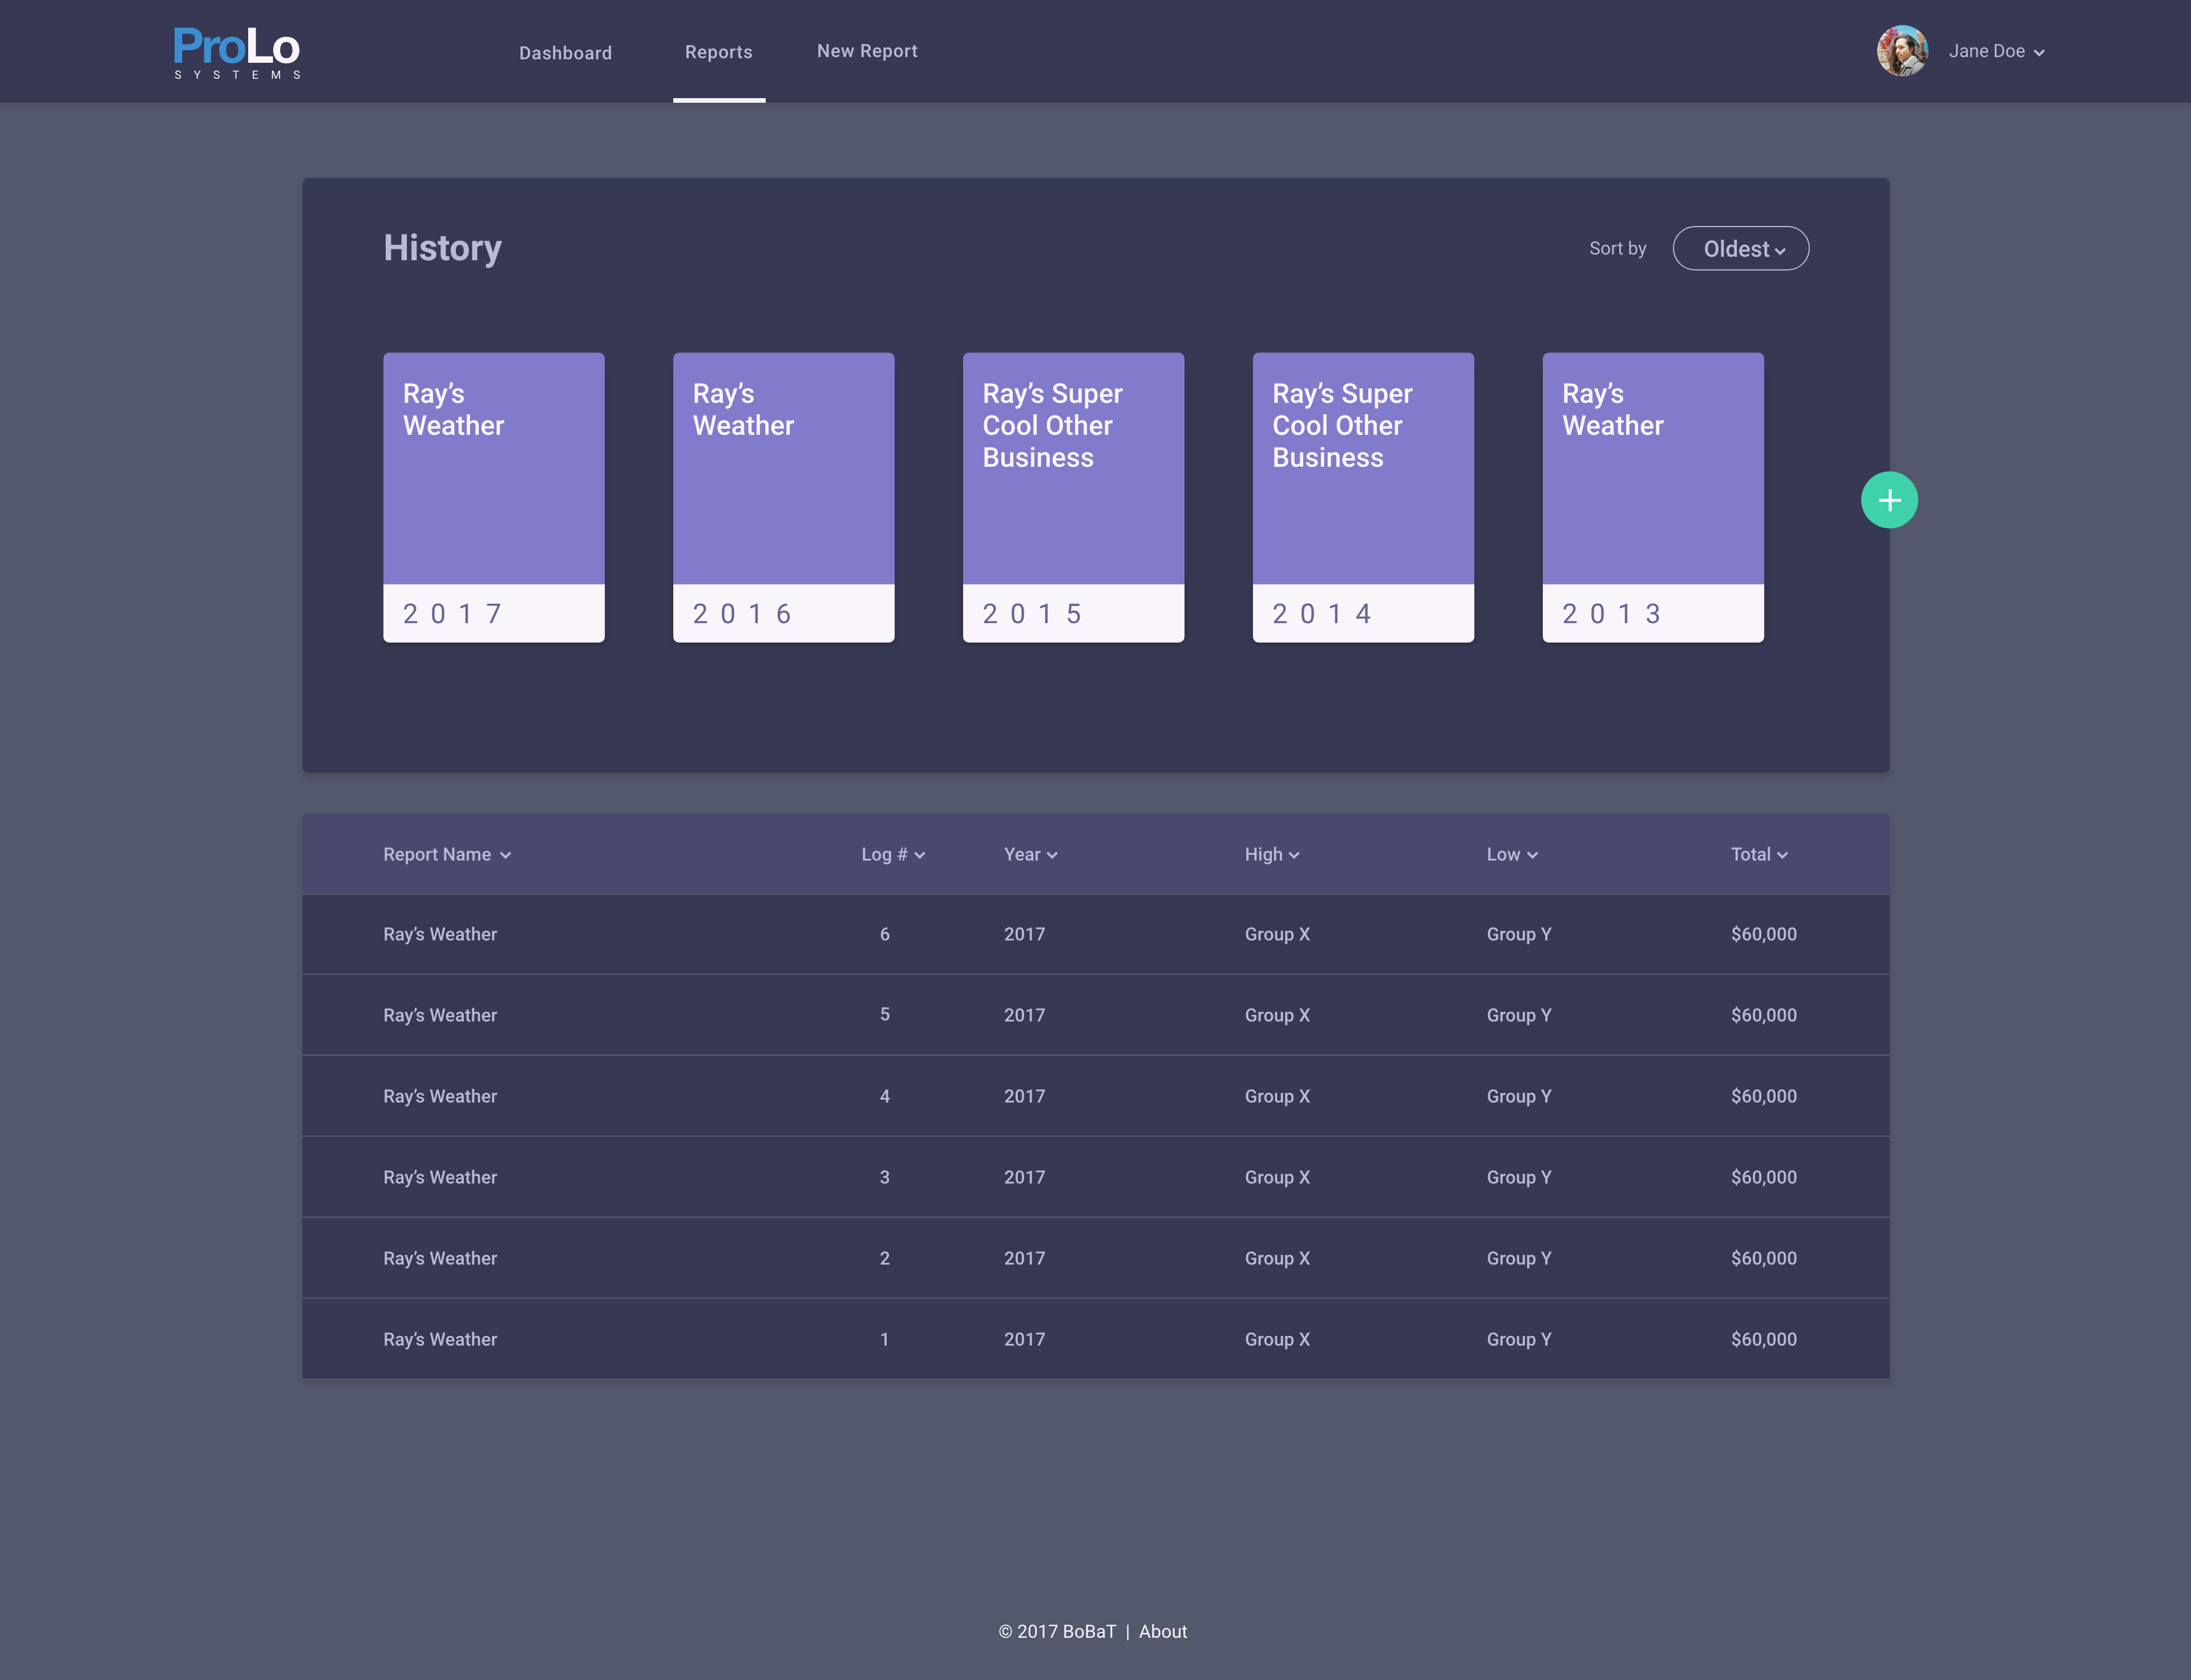 ProLo
SYSTEMS
Dashboard
Reports
New Report
Jane Doe
History
Sort by
Oldest
Ray’s
Weather
2017
Ray’s
Weather
2016
Ray’s Super
Cool Other
Business
2015
Ray’s Super
Cool Other
Business
2014
Ray’s
Weather
2013
+
Report Name Log # Year High Low Total
Ray’s Weather 6 2017 Group X Group Y $60,000
Ray’s Weather 5 2017 Group X Group Y $60,000
Ray’s Weather 4 2017 Group X Group Y $60,000
Ray’s Weather 3 2017 Group X Group Y $60,000
Ray’s Weather 2 2017 Group X Group Y $60,000
Ray’s Weather 1 2017 Group X Group Y $60,000
© 2017 BoBaT | About